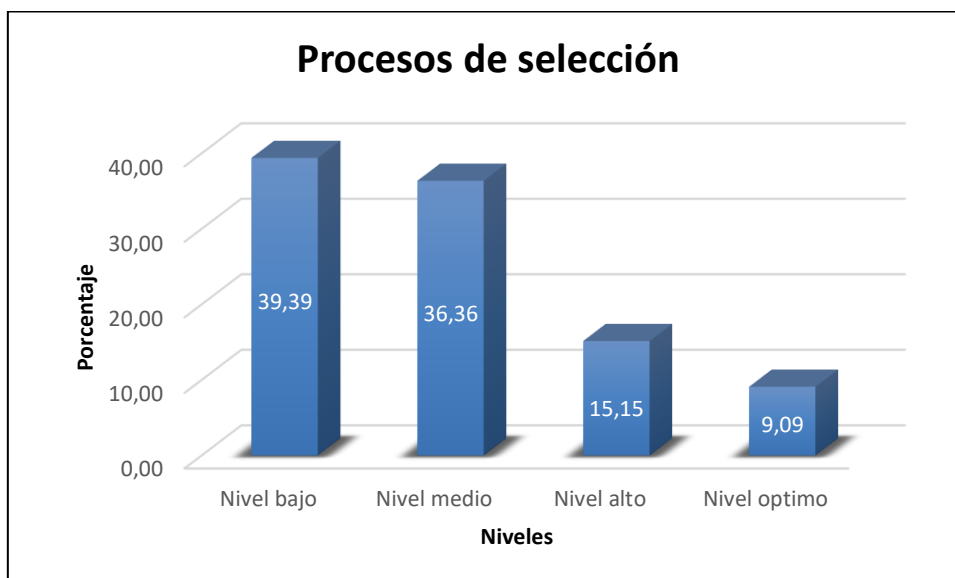 Procesos de selección
40,00
30,00
20,00
10,00
0,00
Porcentaje
39,39
36,36
15,15
9,09
Nivel bajo
Nivel medio
Nivel alto
Nivel optimo
Niveles